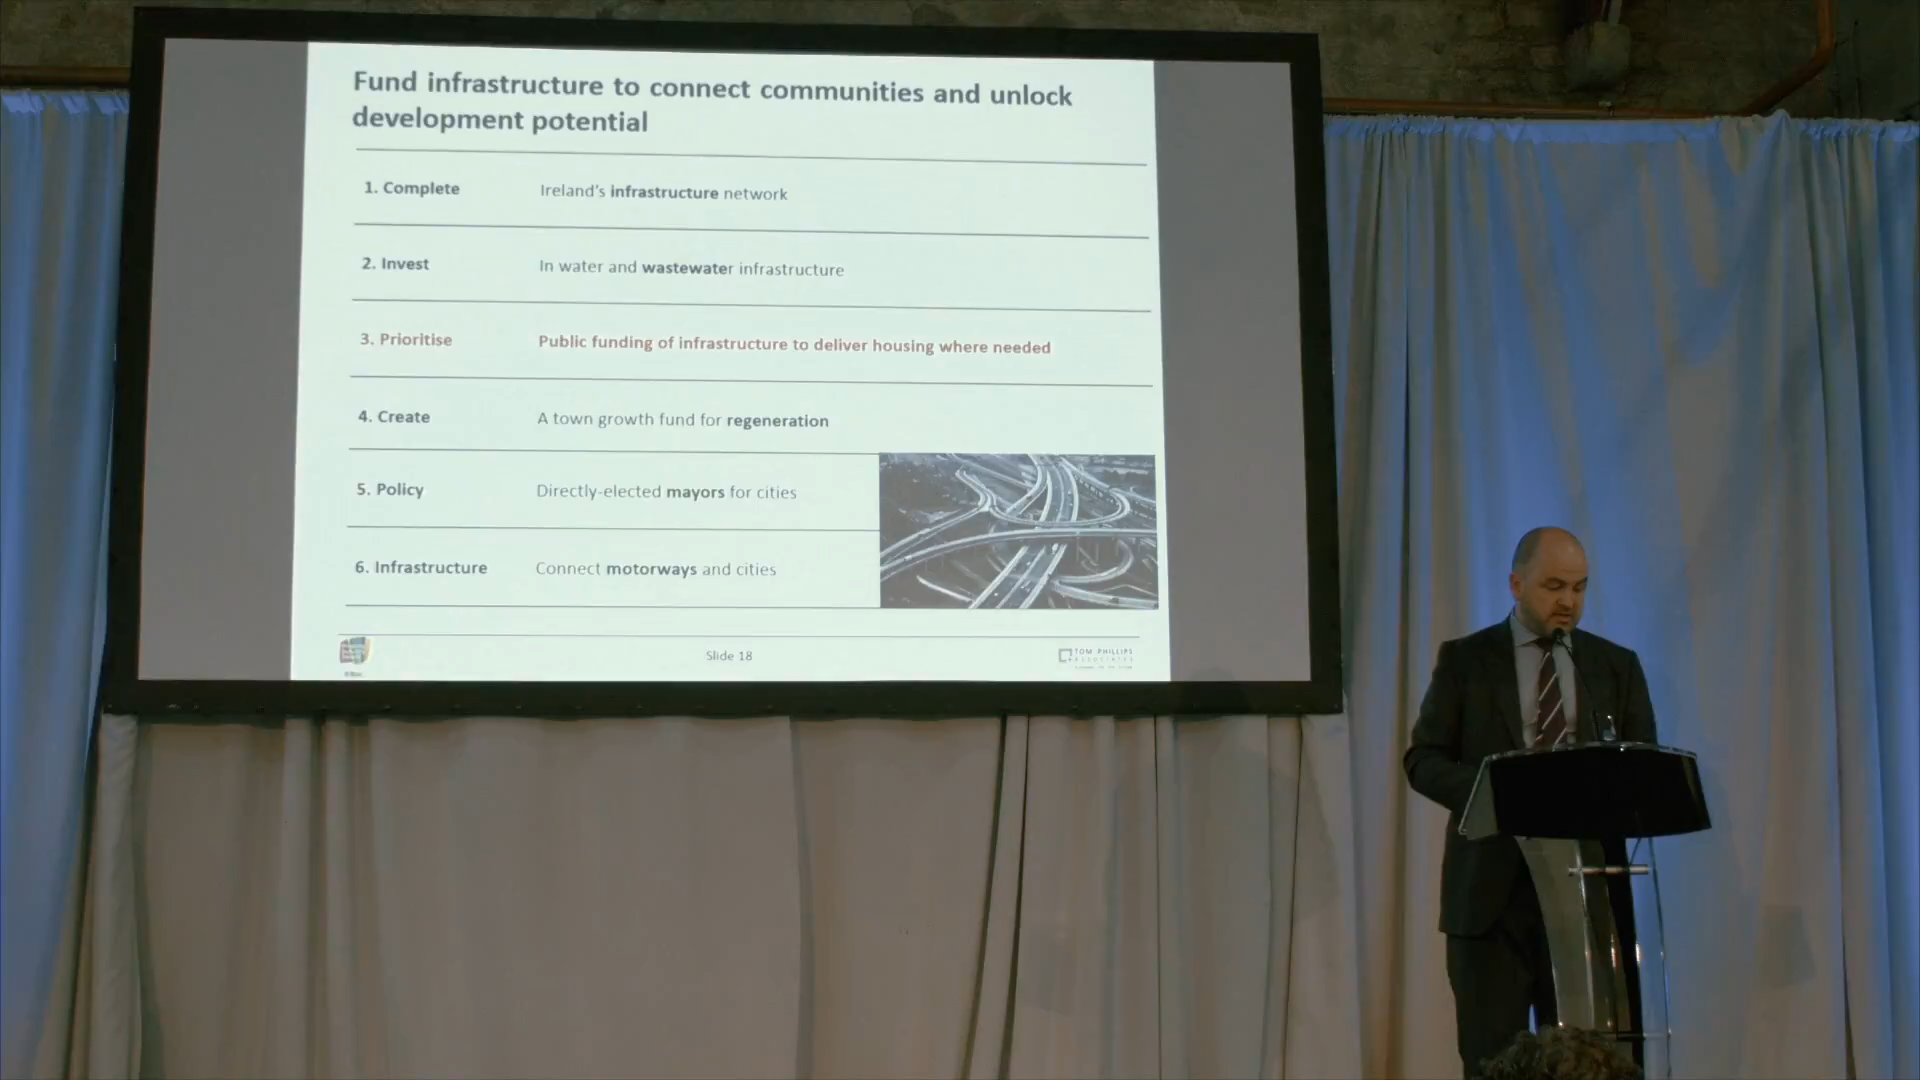 Fund infrastructure to connect communities and unlock
development potential
1. Complete Ireland's infrastructure network
2. Invest In water and wastewater infrastructure
3. Prioritise Public funding of infrastructure to deliver housing where needed
4. Create A town growth fund for regeneration
5. Policy Directly-elected mayors for cities
6. Infrastructure Connect motorways and cities
Slide 18
TOM PHILLIPS
ASSOCIATES